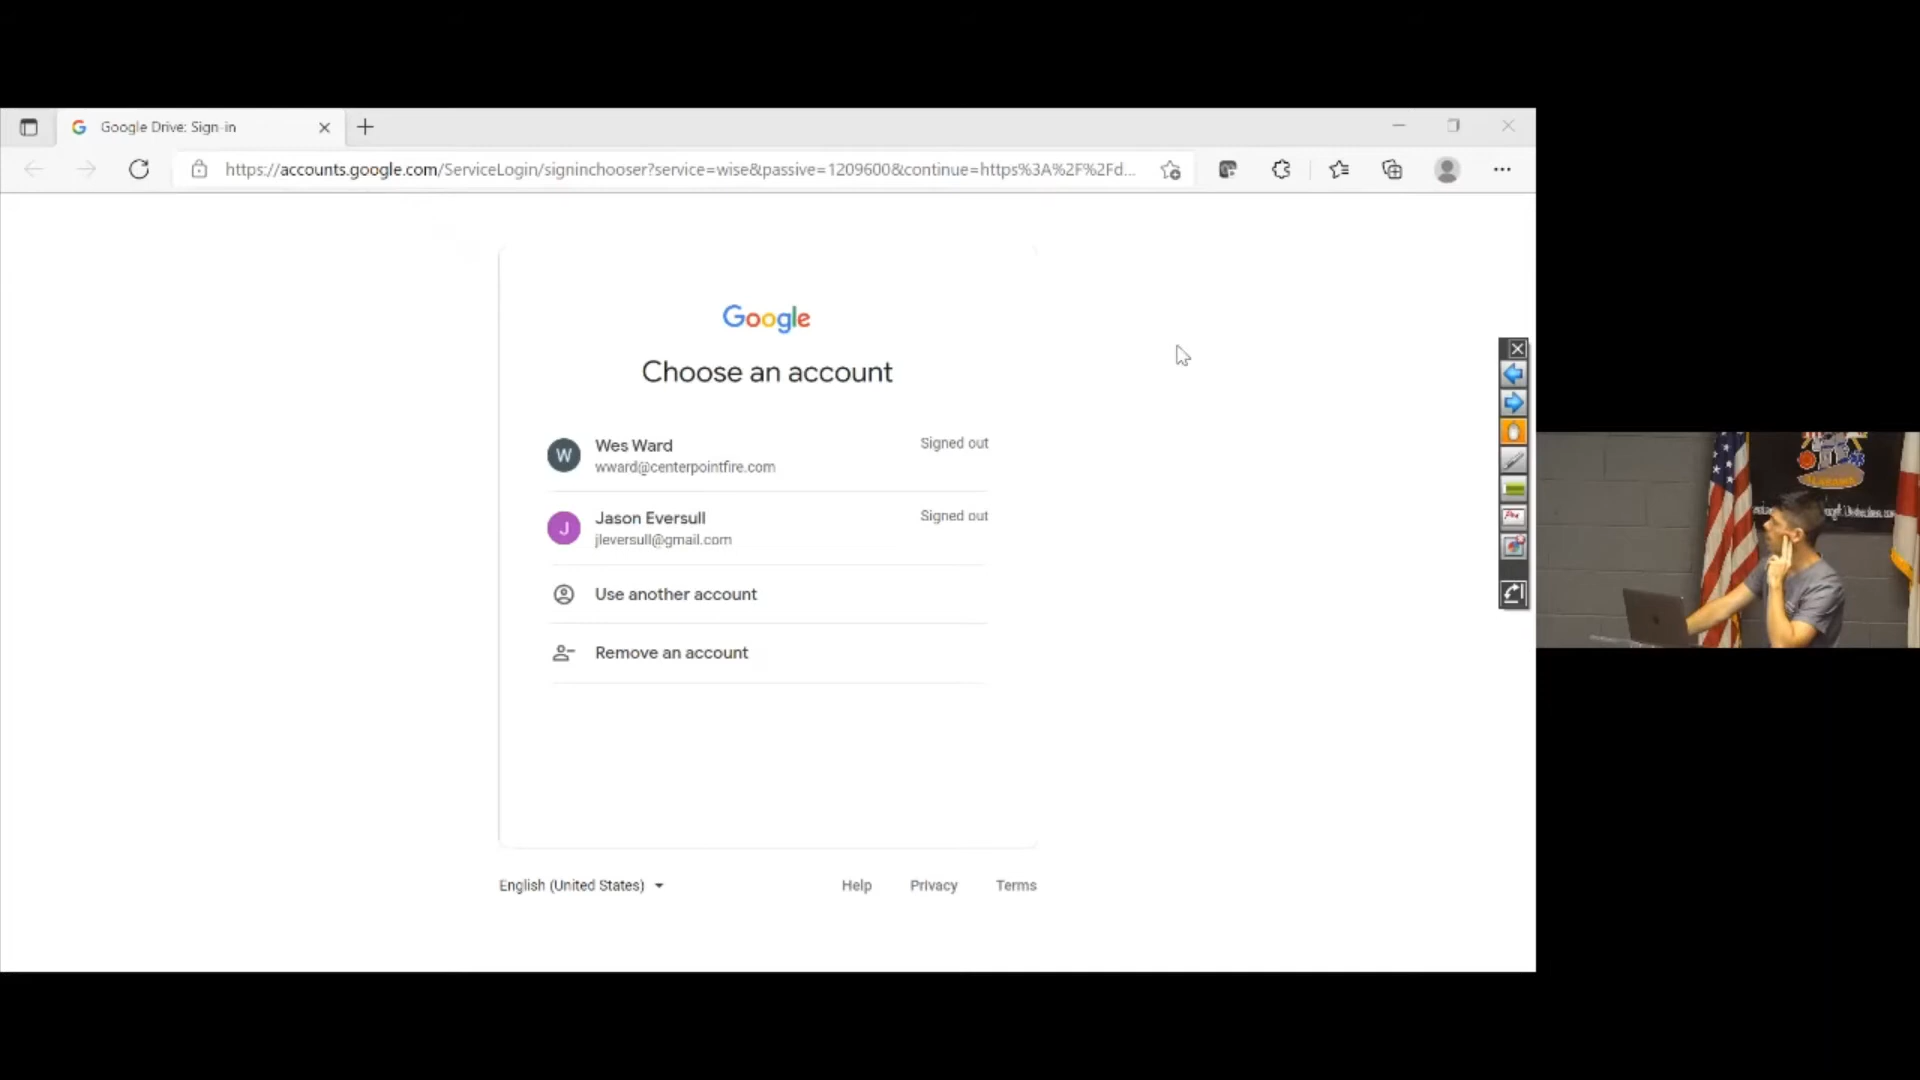 Google Drive: Sign-in
https://accounts.google.com/ServiceLogin/signinchooser?service=wise&passive=1209600&continue=https%3A%2F%2Fd...
Google
Choose an account
W
Wes Ward
Signed out
wward@centerpointfire.com
J
Jason Eversull
Signed out
jleversull@gmail.com
Use another account
Remove an account
English (United States)
Help
Privacy
Terms